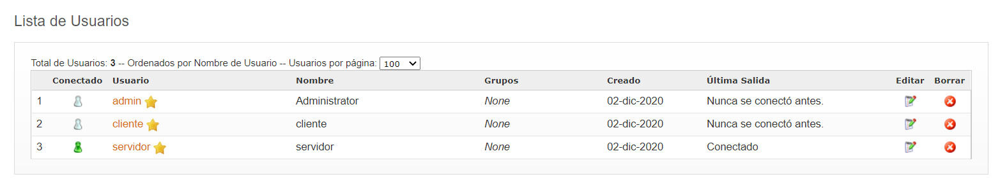 Lista de Usuarios
Total de Usuarios: 3 -- Ordenados por Nombre de Usuario -- Usuarios por página: 100
Conectado Usuario Nombre Grupos Creado Última Salida Editar Borrar
1 admin Administrator None 02-dic-2020 Nunca se conectó antes.
2 cliente cliente None 02-dic-2020 Nunca se conectó antes.
3 servidor servidor None 02-dic-2020 Conectado